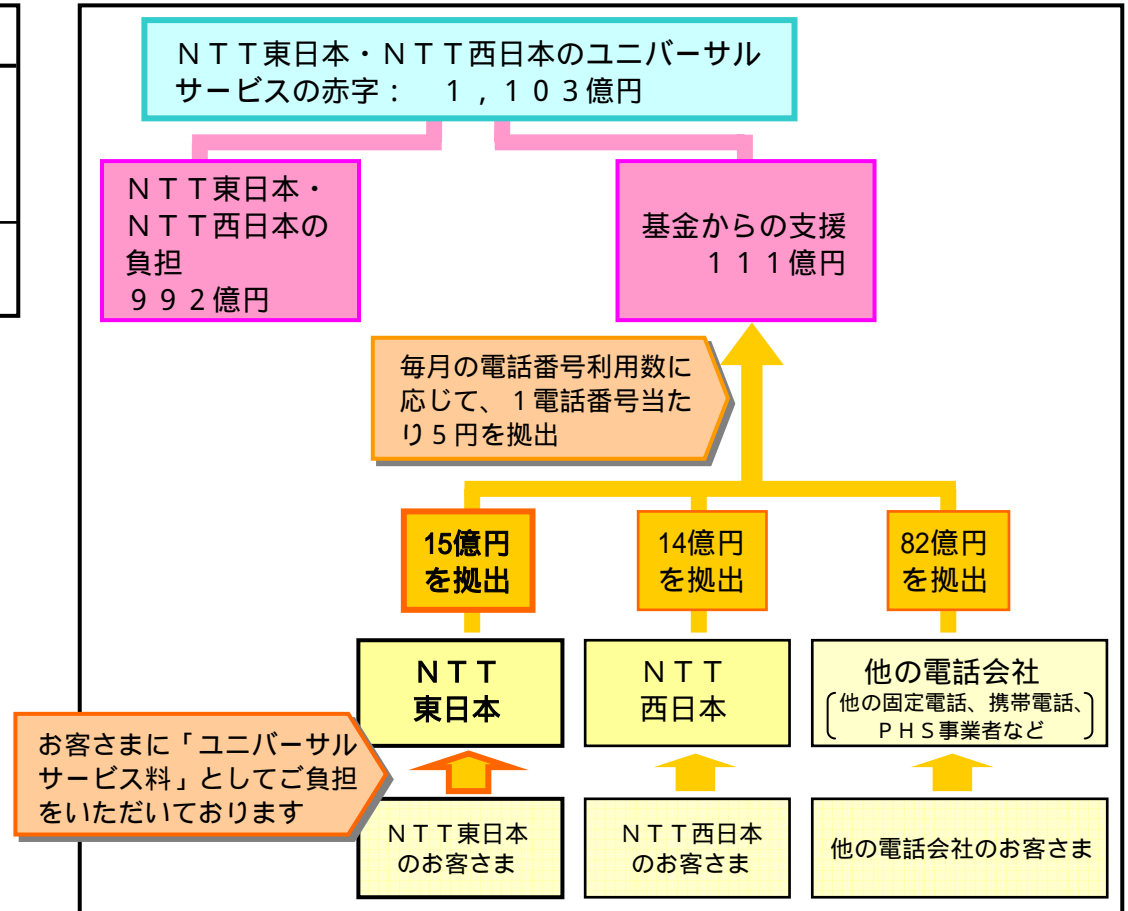 ＮＴＴ東日本・ＮＴＴ西日本のユニバーサル
サービスの赤字：　１，１０３億円
ＮＴＴ東日本・
ＮＴＴ西日本の
負担
９９２億円
基金からの支援
１１１億円
毎月の電話番号利用数に
応じて、１電話番号当た
り５円を拠出
15億円
を拠出
14億円
を拠出
82億円
を拠出
ＮＴＴ
東日本
ＮＴＴ
西日本
他の電話会社
他の固定電話、携帯電話、
ＰＨＳ事業者など
お客さまに「ユニバーサル
サービス料」としてご負担
をいただいております
ＮＴＴ東日本
のお客さま
ＮＴＴ西日本
のお客さま
他の電話会社のお客さま